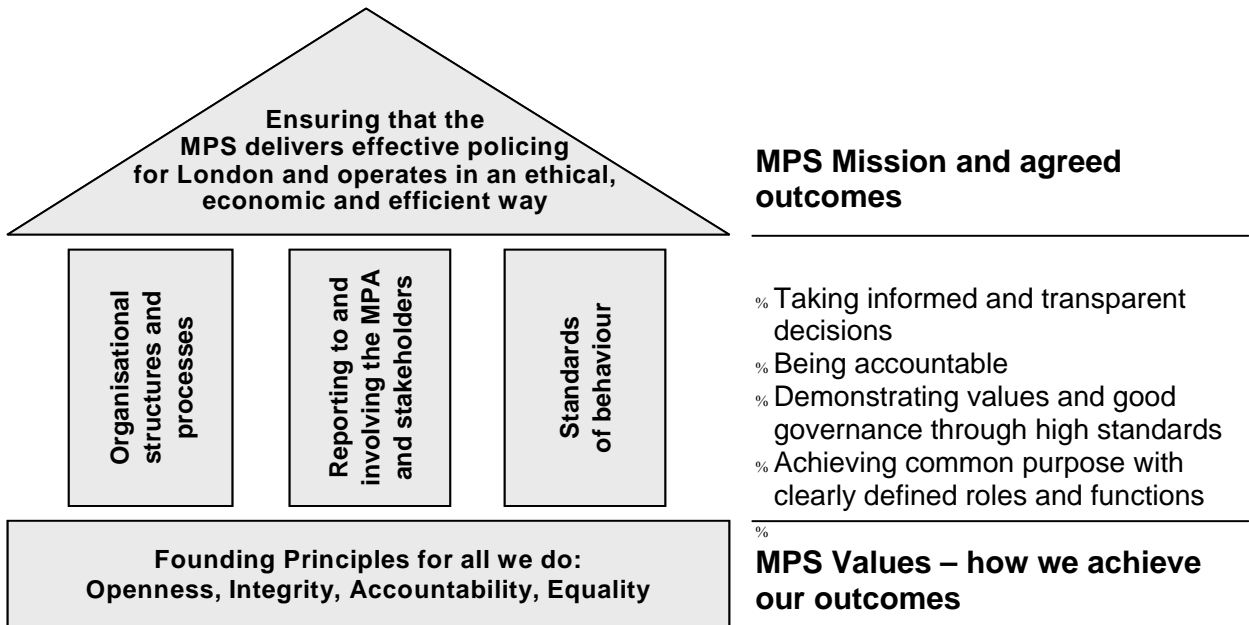 Ensuring that the
MPS delivers effective policing
for London and operates in an ethical,
economic and efficient way
MPS Mission and agreed
outcomes
Organisational
structures and
processes
Reporting to and
involving the MPA
and stakeholders
Standards
of behaviour
% Taking informed and transparent
decisions
% Being accountable
% Demonstrating values and good
governance through high standards
% Achieving common purpose with
clearly defined roles and functions
%
Founding Principles for all we do:
Openness, Integrity, Accountability, Equality
MPS Values – how we achieve
our outcomes